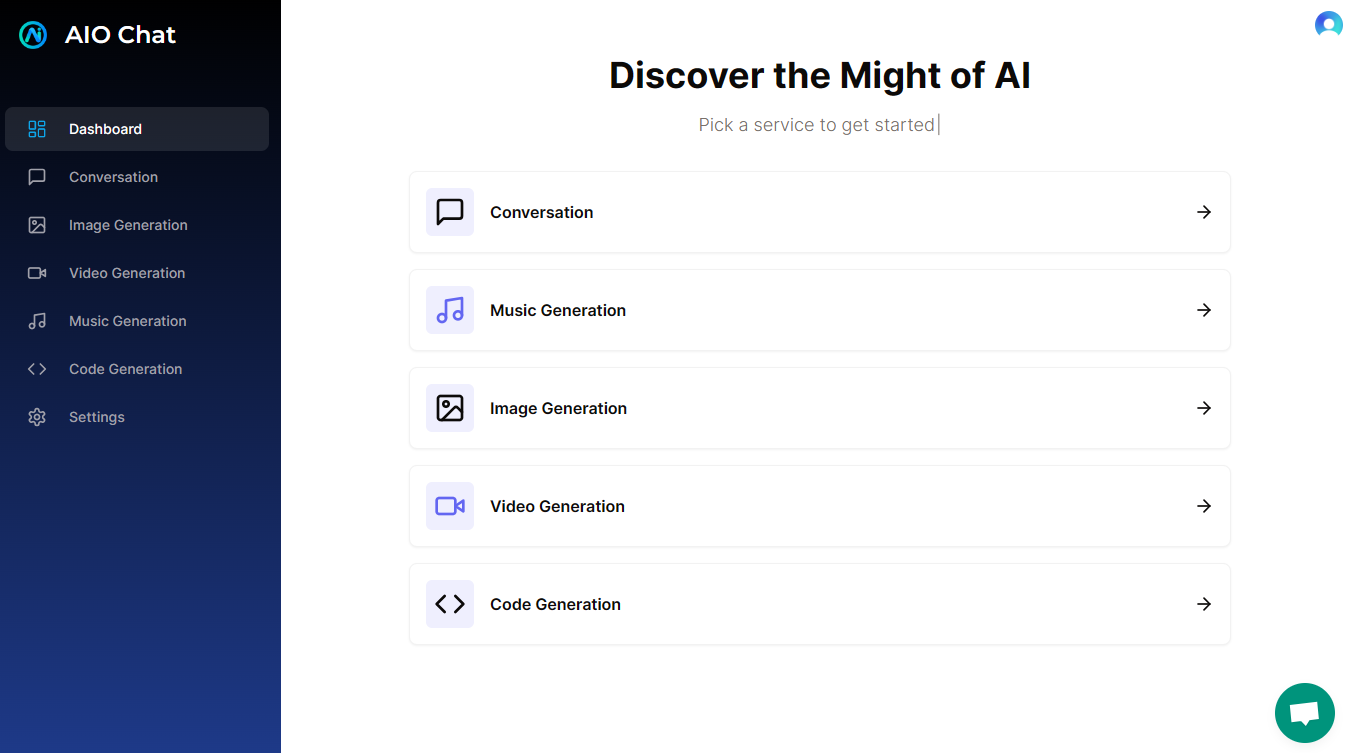 AIO Chat
Dashboard
Conversation
Image Generation
Video Generation
Music Generation
Code Generation
Settings
Discover the Might of AI
Pick a service to get started|
Conversation
Music Generation
Image Generation
Video Generation
Code Generation